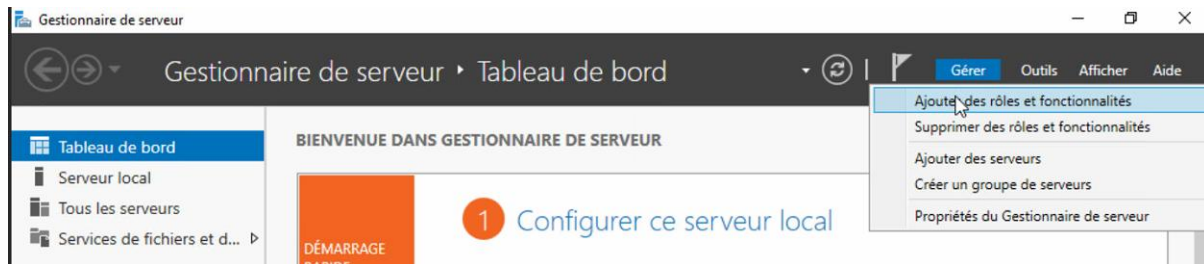 Gestionnaire de serveur
Gestionnaire de serveur ‣ Tableau de bord
Gérer Outils Afficher Aide
Ajouter des rôles et fonctionnalités
Supprimer des rôles et fonctionnalités
Ajouter des serveurs
Créer un groupe de serveurs
Propriétés du Gestionnaire de serveur
Tableau de bord
Serveur local
Tous les serveurs
Services de fichiers et d...
BIENVENUE DANS GESTIONNAIRE DE SERVEUR
DÉMARRAGE
1 Configurer ce serveur local